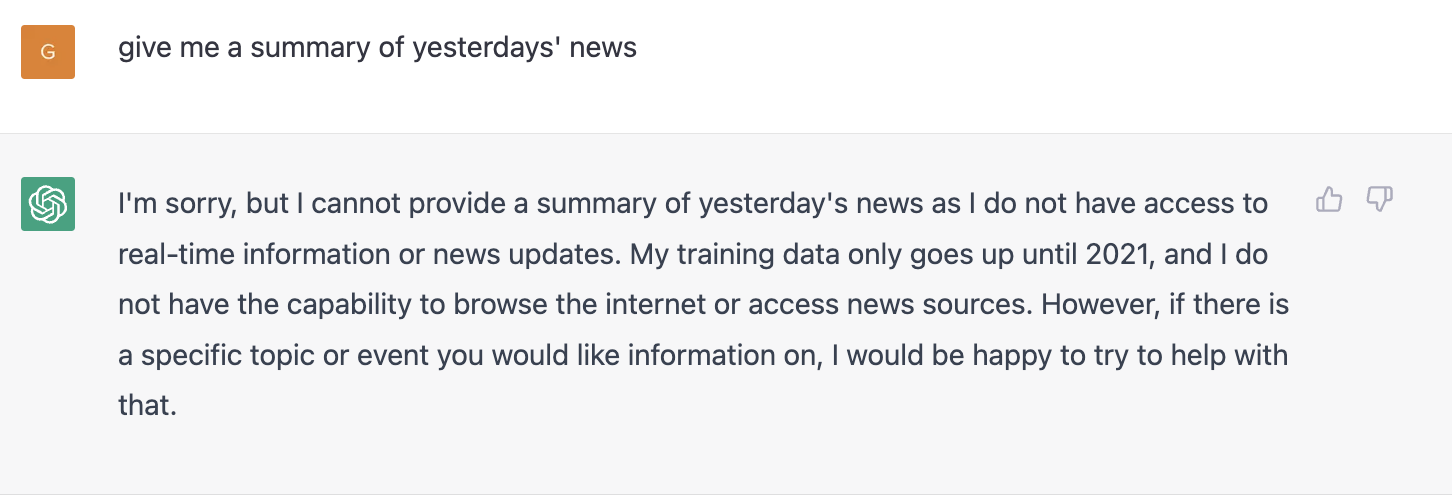 G
give me a summary of yesterdays' news
I'm sorry, but I cannot provide a summary of yesterday's news as I do not have access to
real-time information or news updates. My training data only goes up until 2021, and I do
not have the capability to browse the internet or access news sources. However, if there is
a specific topic or event you would like information on, I would be happy to try to help with
that.